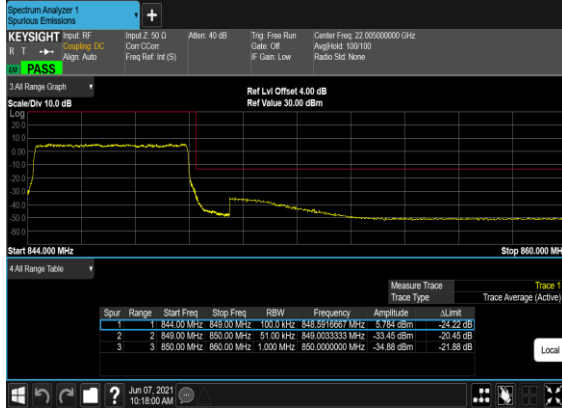 Spectrum Analyzer 1
Spurious Emissions
+
KEYSIGHT Input: RF Input Z: 50 Ω Atten: 40 dB Trig: Free Run Center Freq: 22.005000000 GHz
R T Coupling: DC Corr CCorr Gate: Off Avg|Hold: 100/100
Align: Auto Freq Ref: Int (S) IF Gain: Low Radio Std: None
PASS
3 All Range Graph
Ref Lvl Offset 4.00 dB
Scale/Div 10.0 dB Ref Value 30.00 dBm
Log
20.0
10.0
0.00
-10.0
-20.0
-30.0
-40.0
-50.0
-60.0
Start 844.000 MHz Stop 860.000 MH
4 All Range Table
Measure Trace Trace 1
Trace Type Trace Average (Active)
Spur Range Start Freq Stop Freq RBW Frequency Amplitude ΔLimit
1 1 844.00 MHz 849.00 MHz 100.0 kHz 848.5916667 MHz 5.784 dBm -24.22 dB
2 2 849.00 MHz 850.00 MHz 51.00 kHz 849.0033333 MHz -33.45 dBm -20.45 dB
3 3 850.00 MHz 860.00 MHz 1.000 MHz 850.0000000 MHz -34.88 dBm -21.88 dB
Local
? Jun 07, 2021
10:18:00 AM